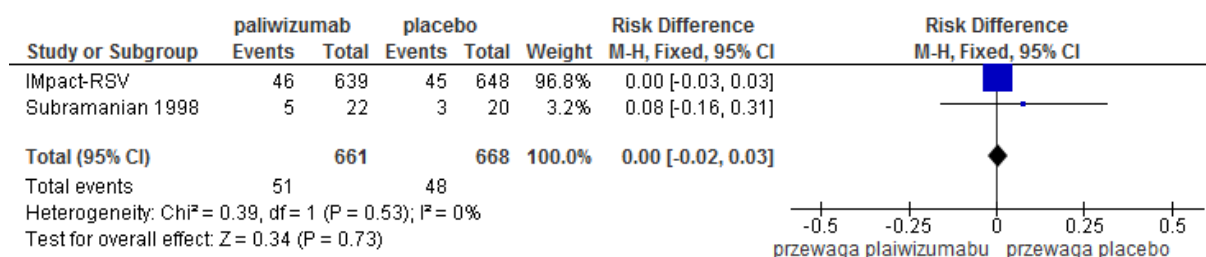 paliwizumab placebo Risk Difference Risk Difference
Study or Subgroup Events Total Events Total Weight M-H, Fixed, 95% CI M-H, Fixed, 95% CI
IMpact-RSV 46 639 45 648 96.8% 0.00 [-0.03, 0.03]
Subramanian 1998 5 22 3 20 3.2% 0.08 [-0.16, 0.31]
Total (95% CI) 661 668 100.0% 0.00 [-0.02, 0.03]
Total events 51 48
Heterogeneity: Chi² = 0.39, df = 1 (P = 0.53); I² = 0%
Test for overall effect: Z = 0.34 (P = 0.73)
-0.5 -0.25 0 0.25 0.5
przewaga plaiwizumabu przewaga placebo